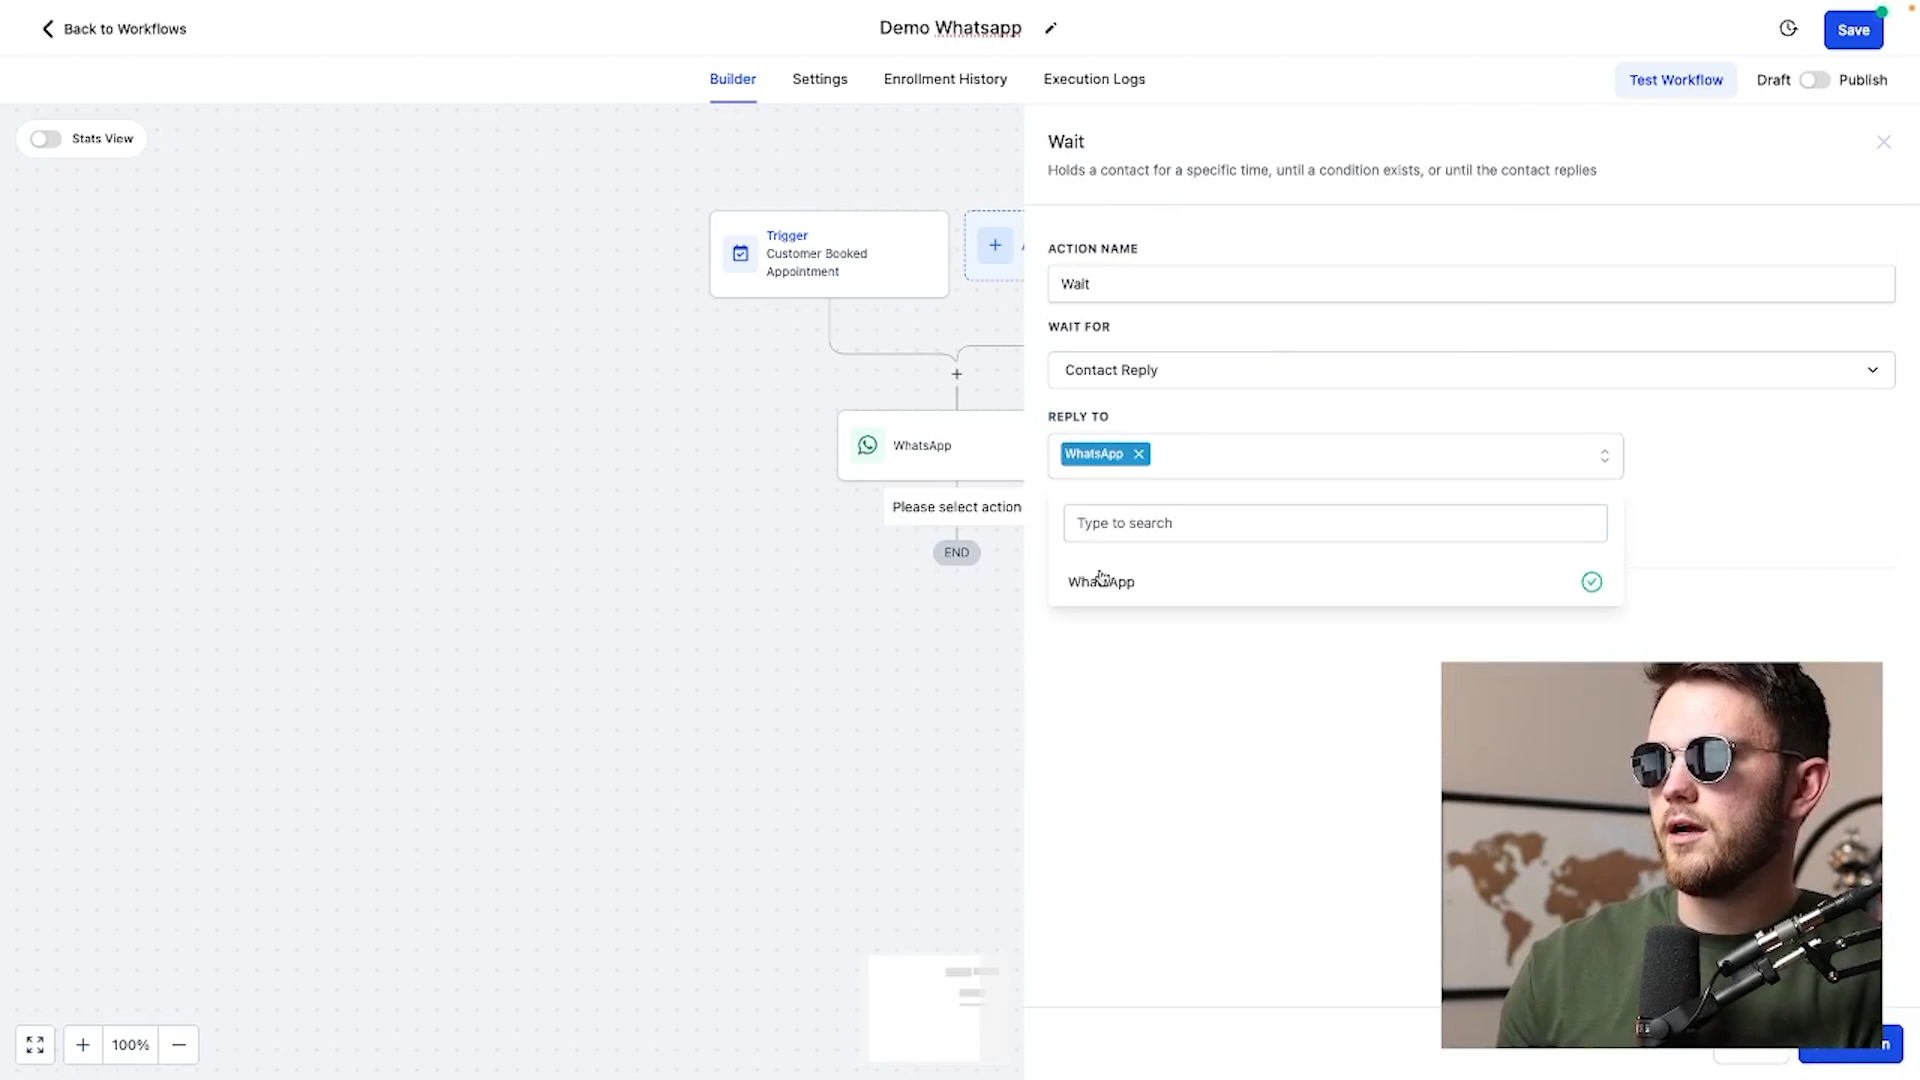 Back to Workflows
Demo Whatsapp
Save
Builder
Settings
Enrollment History
Execution Logs
Test Workflow
Draft
Publish
Stats View
Trigger
Customer Booked
Appointment
WhatsApp
Please select action
END
100%
Wait
Holds a contact for a specific time, until a condition exists, or until the contact replies
ACTION NAME
Wait
WAIT FOR
Contact Reply
REPLY TO
WhatsApp
Type to search
WhatsApp